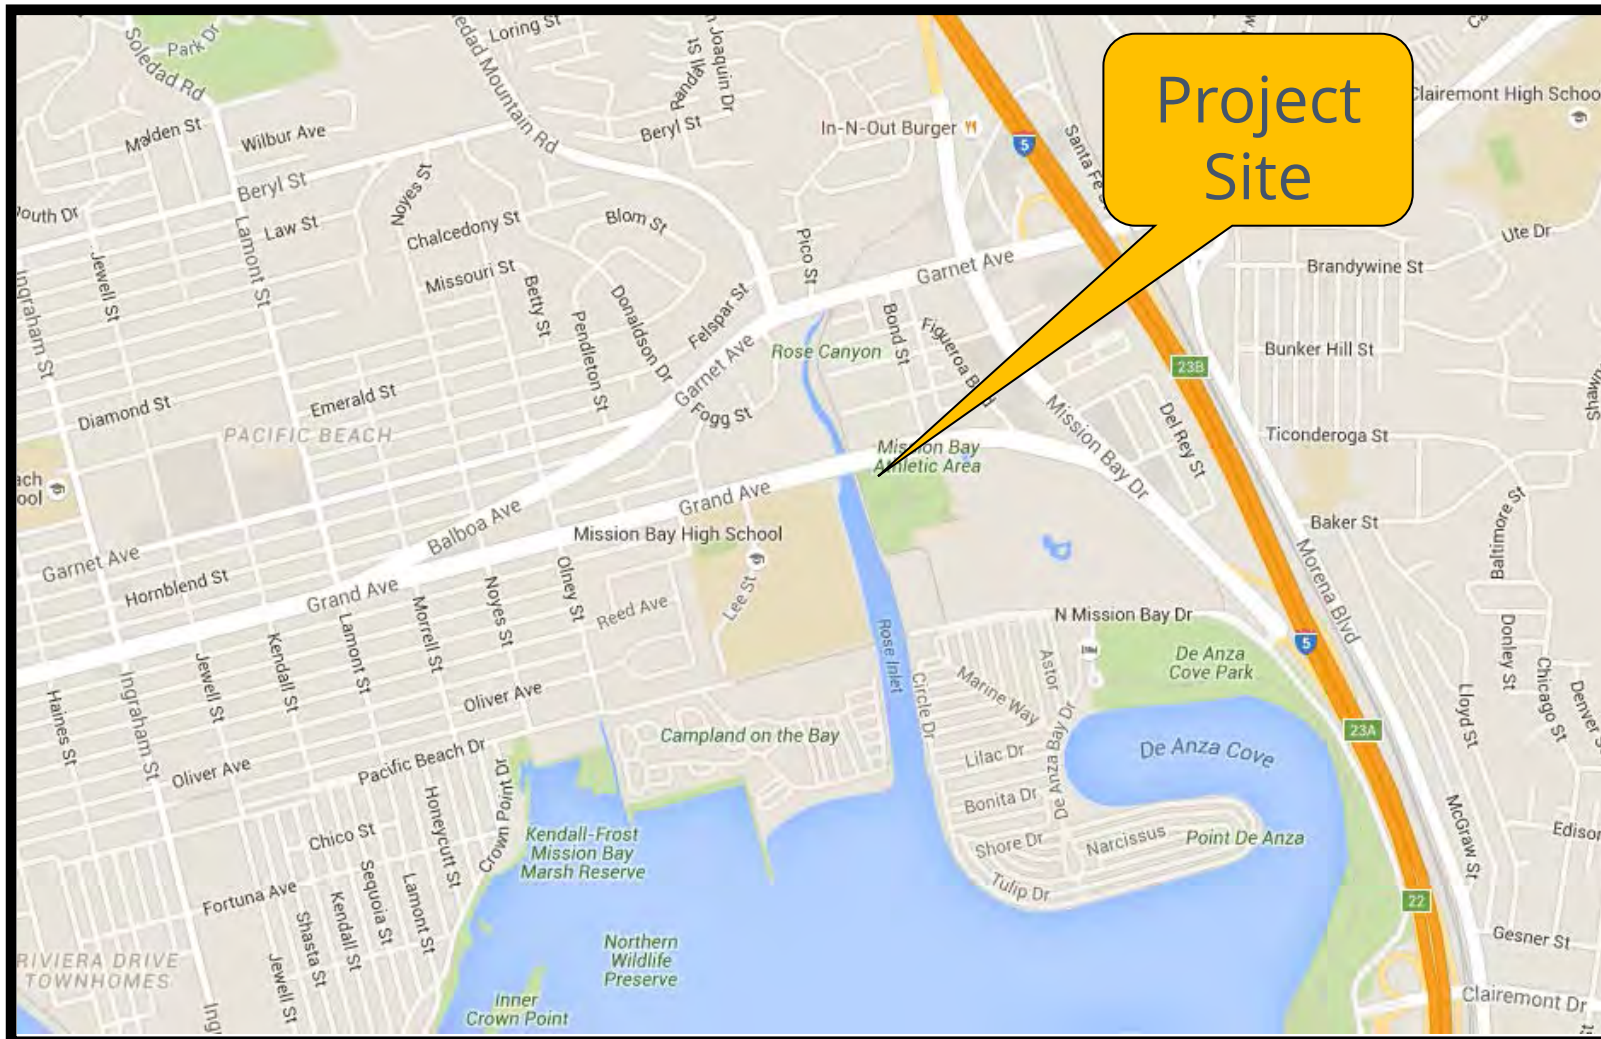 Loring St
Park Dr
Soledad Rd
Soledad Mountain Rd
Randall St
Joaquin Dr
Project
Site
Clairemont High School
Malden St
Wilbur Ave
Beryl St
In-N-Out Burger
5
Santa Fe St
Beryl St
Noyes St
outh Dr
Law St
Lamont St
Chalcedony St
Blom St
Pico St
Ute Dr
Jewell St
Ingraham St
Missouri St
Betty St
Garnet Ave
Brandywine St
Donaldson Dr
Felspar St
Pendleton St
Bond St
Figueroa Blvd
Rose Canyon
Bunker Hill St
23B
Garnet Ave
Shawn
Diamond St
Emerald St
Fogg St
Mission Bay Dr
Del Rey St
PACIFIC BEACH
Ticonderoga St
Mission Bay
Athletic Area
ach
ool
Grand Ave
Balboa Ave
Mission Bay High School
Baker St
Baltimore St
Morena Blvd
Garnet Ave
Hornblend St
Grand Ave
Olney St
Noyes St
Morrell St
Reed Ave
Lee St
N Mission Bay Dr
Rose Inlet
Kendall St
Lamont St
Jewell St
5
Donley St
De Anza
Cove Park
Astor
Marine Way
Circle Dr
Haines St
Ingraham St
Oliver Ave
Lloyd St
Chicago St
Denver S
Campland on the Bay
De Anza Bay Dr
23A
De Anza Cove
Lilac Dr
Oliver Ave
Pacific Beach Dr
Crown Point Dr
Honeycutt St
Bonita Dr
McGraw St
Edison
Chico St
Kendall-Frost
Mission Bay
Marsh Reserve
Shore Dr
Narcissus
Point De Anza
Tulip Dr
Fortuna Ave
Sequoia St
Lamont St
Kendall St
Shasta St
22
Gesner St
Northern
Wildlife
Preserve
RIVIERA DRIVE
TOWNHOMES
Jewell St
Ingr
Inner
Crown Point
Clairemont Dr